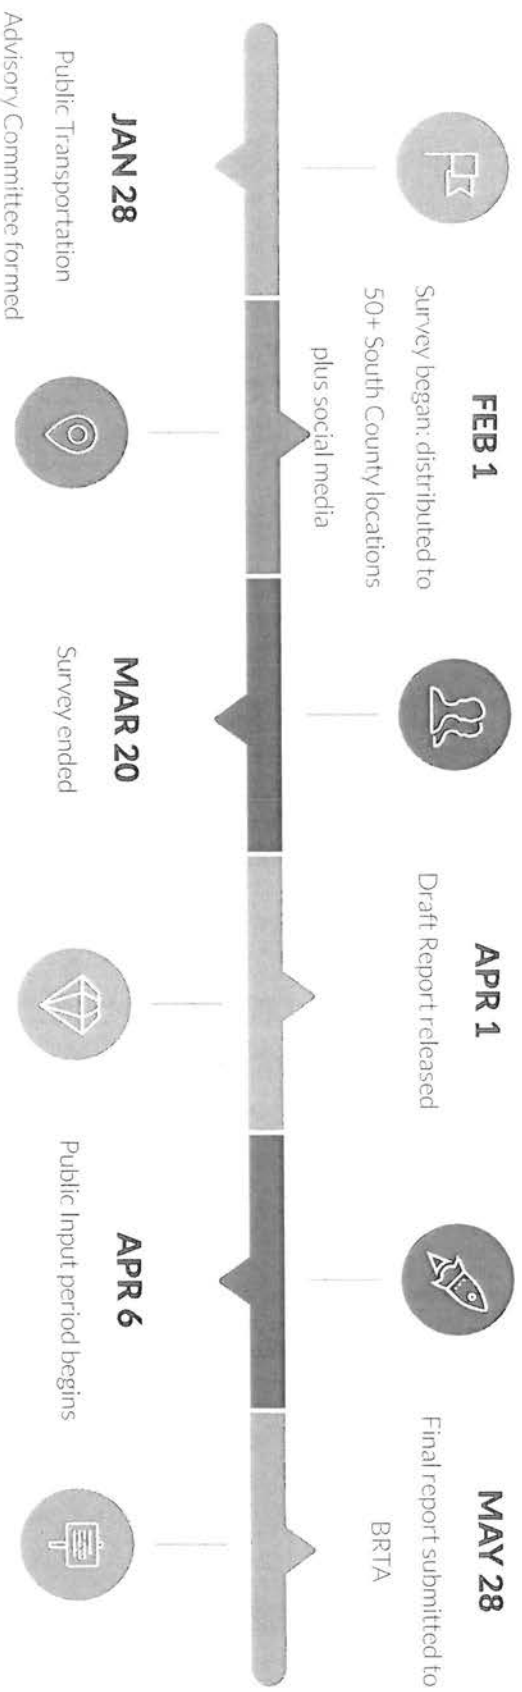 JAN 28
Public Transportation
Advisory Committee formed
FEB 1
Survey began: distributed to
50+ South County locations
plus social media
MAR 20
Survey ended
APR 1
Draft Report released
APR 6
Public Input period begins
MAY 28
Final report submitted to
BRTA